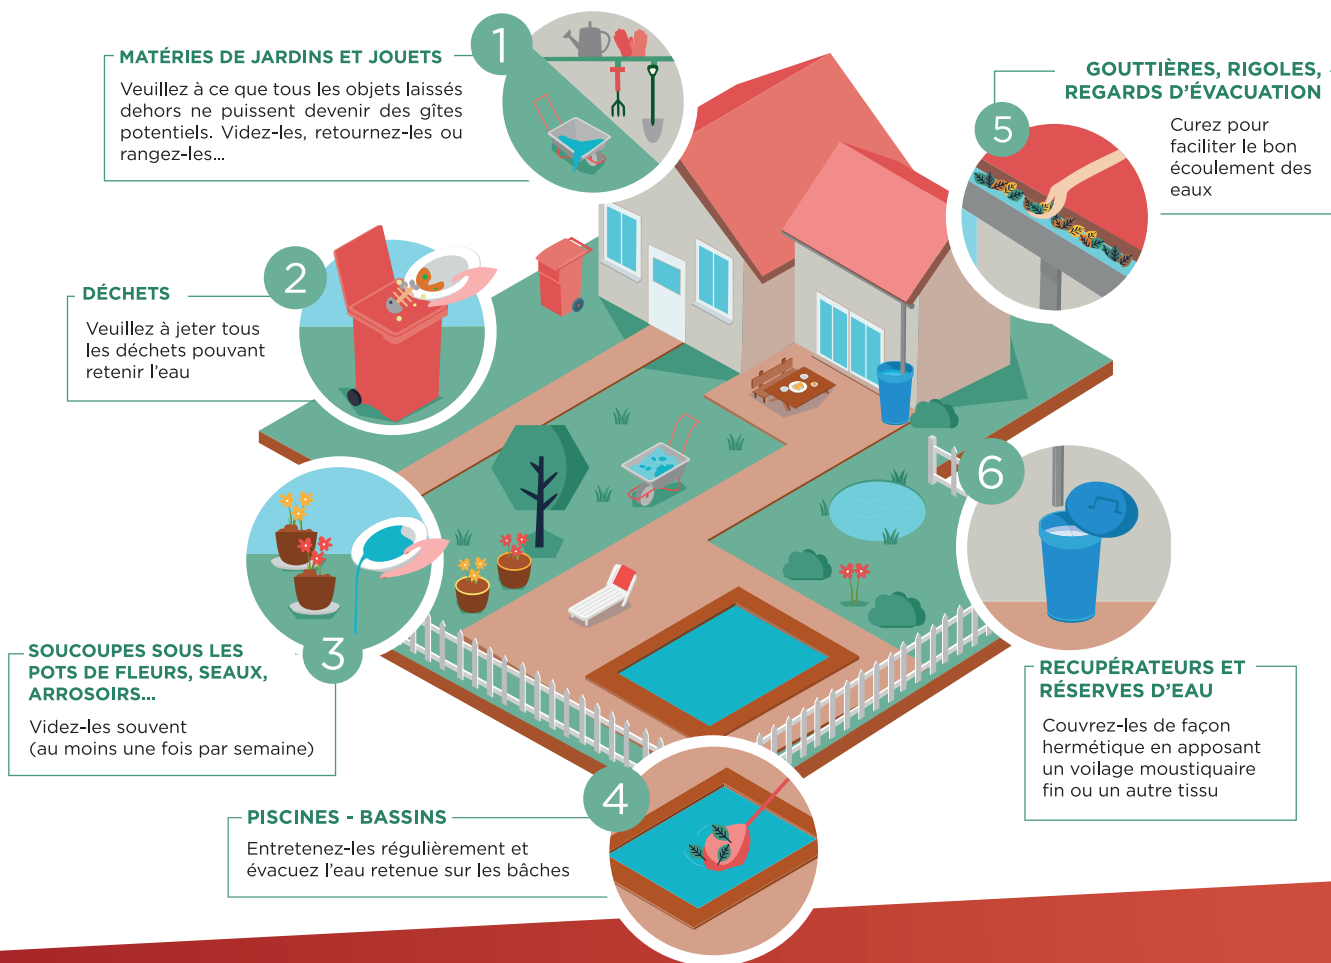 1
MATÉRIES DE JARDINS ET JOUETS
Veuillez à ce que tous les objets laissés
dehors ne puissent devenir des gîtes
potentiels. Videz-les, retournez-les ou
rangez-les...
2
DÉCHETS
Veuillez à jeter tous
les déchets pouvant
retenir l'eau
3
SOUCOUPES SOUS LES
POTS DE FLEURS, SEAUX,
ARROSOIRS...
Videz-les souvent
(au moins une fois par semaine)
4
PISCINES - BASSINS
Entretenez-les régulièrement et
évacuez l'eau retenue sur les bâches
5
GOUTTIÈRES, RIGOLES,
REGARDS D'ÉVACUATION
Curez pour
faciliter le bon
écoulement des
eaux
6
RECUPÉRATEURS ET
RÉSERVES D'EAU
Couvrez-les de façon
hermétique en apposant
un voilage moustiquaire
fin ou un autre tissu